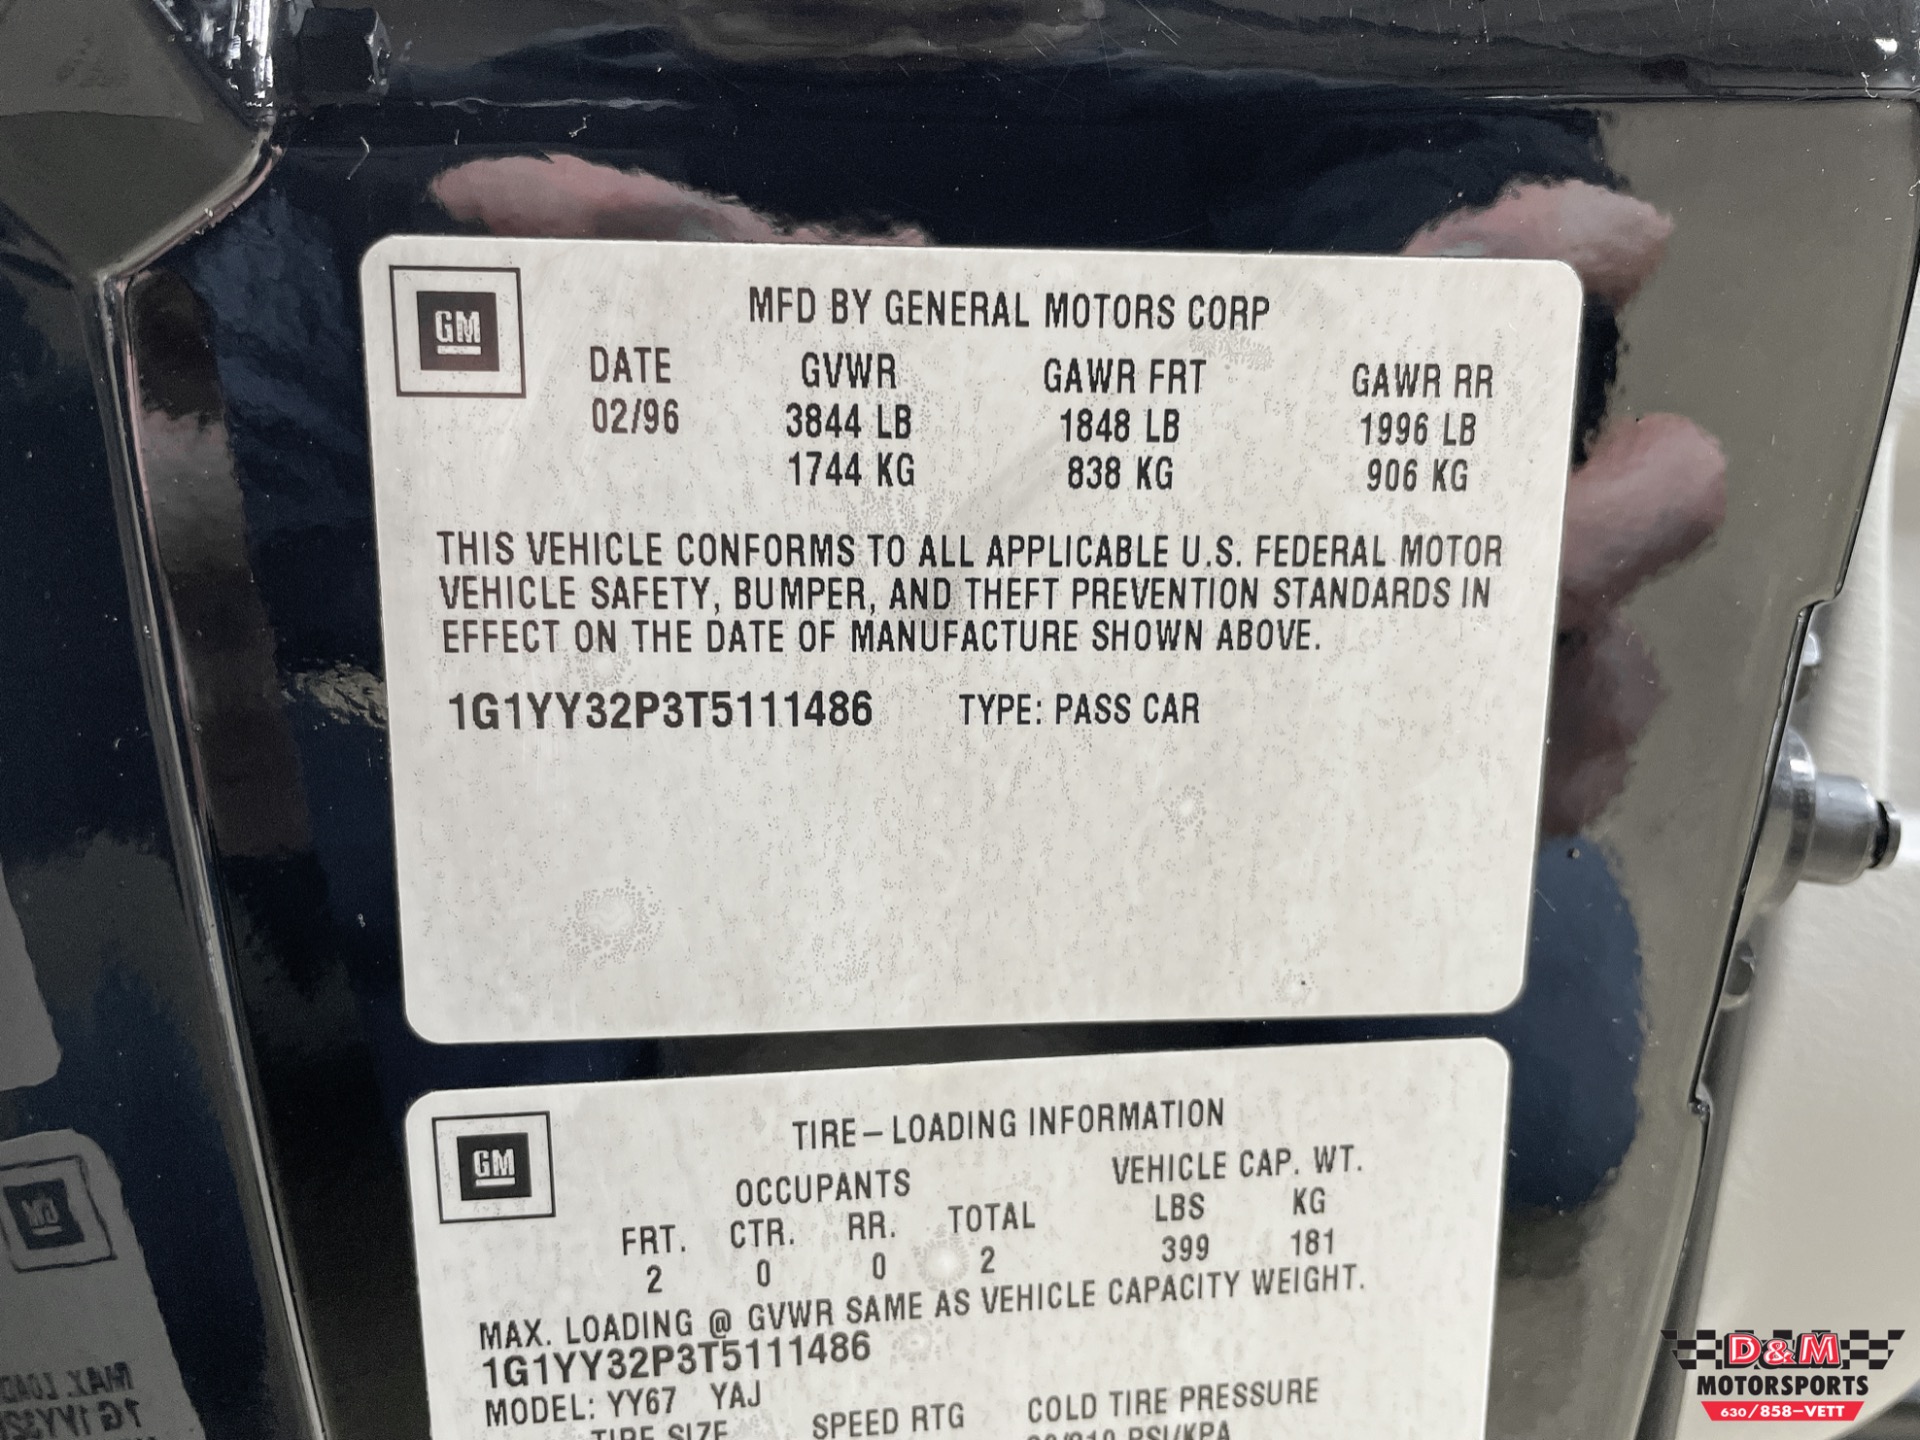 GM
MFD BY GENERAL MOTORS CORP
DATE GVWR GAWR FRT GAWR RR
02/96 3844 LB 1848 LB 1996 LB
1744 KG 838 KG 906 KG
THIS VEHICLE CONFORMS TO ALL APPLICABLE U.S. FEDERAL MOTOR
VEHICLE SAFETY, BUMPER, AND THEFT PREVENTION STANDARDS IN
EFFECT ON THE DATE OF MANUFACTURE SHOWN ABOVE.
1G1YY32P3T5111486 TYPE: PASS CAR
GM
TIRE–LOADING INFORMATION
OCCUPANTS VEHICLE CAP. WT.
FRT. CTR. RR. TOTAL LBS KG
2 0 0 2 399 181
MAX. LOADING @ GVWR SAME AS VEHICLE CAPACITY WEIGHT.
1G1YY32P3T5111486
MODEL: YY67 YAJ
TIRE SIZE SPEED RTG COLD TIRE PRESSURE
PSI/KPA
D&M
MOTORSPORTS
630/858-VETT